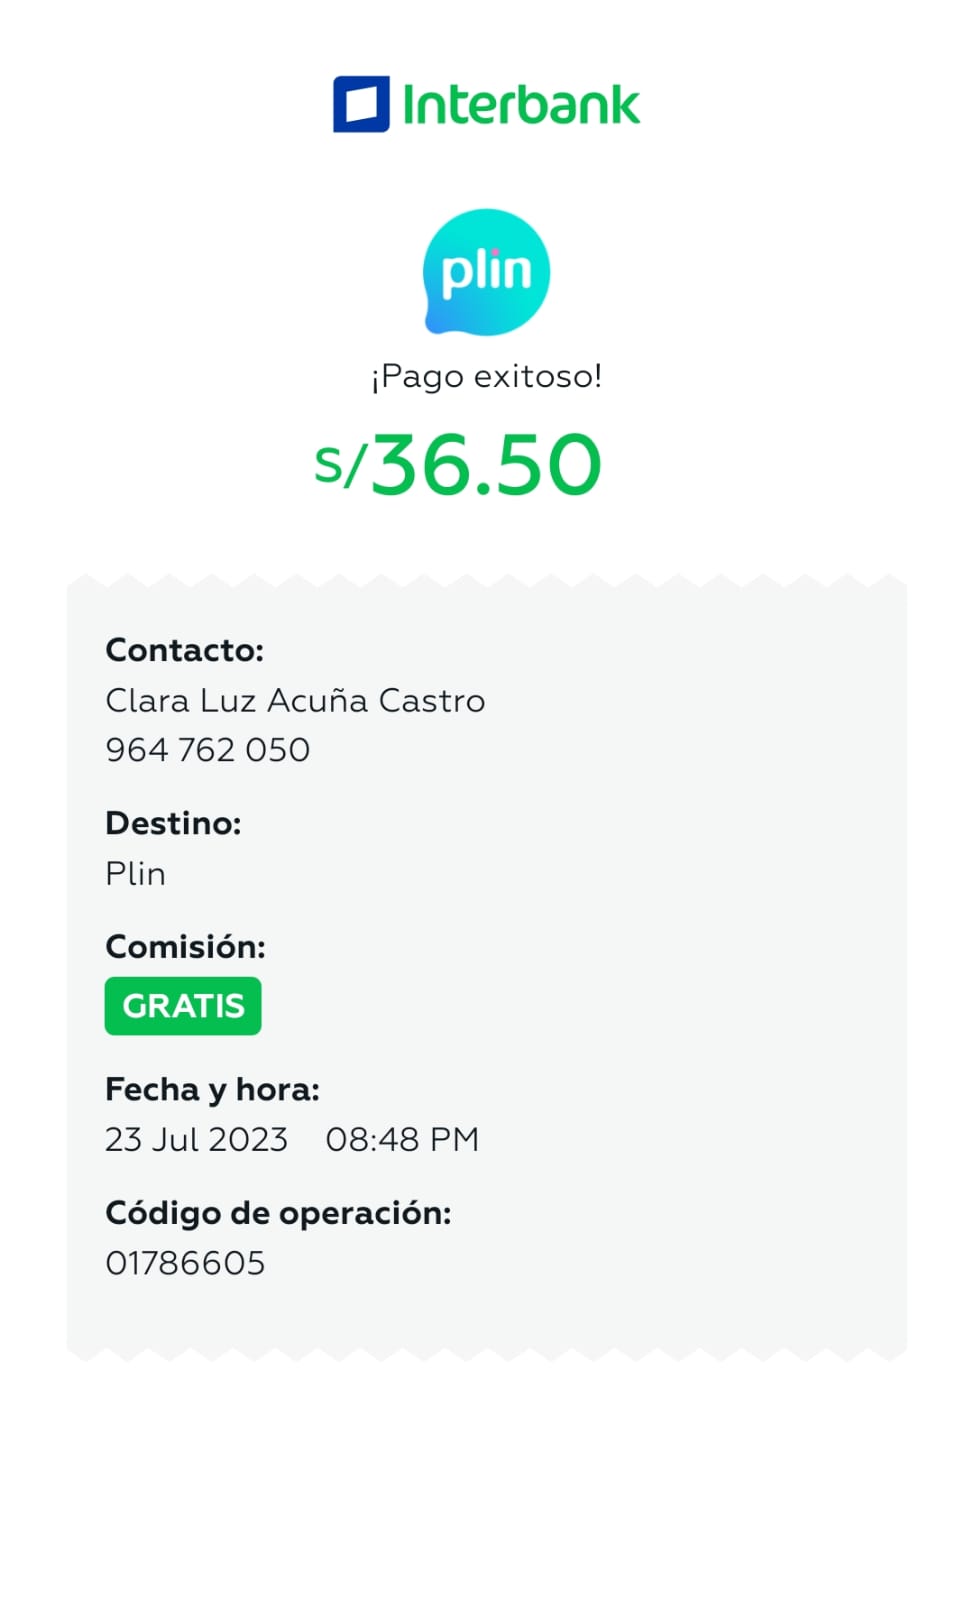 Interbank
plin
¡Pago exitoso!
S/36.50
Contacto:
Clara Luz Acuña Castro
964 762 050
Destino:
Plin
Comisión:
GRATIS
Fecha y hora:
23 Jul 2023 08:48 PM
Código de operación:
01786605